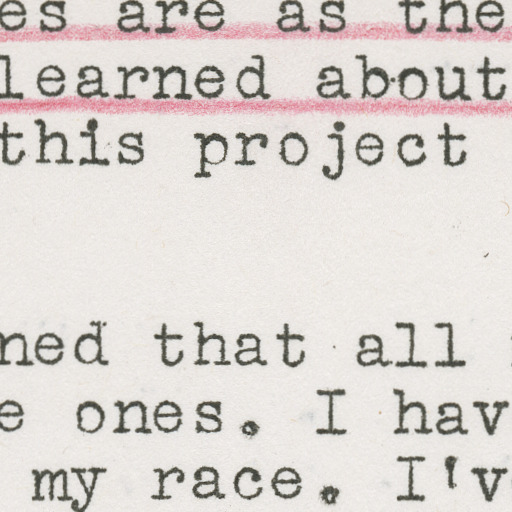 es are as the
learned about
this project
ned that all
e ones. I hav
my race. I'v